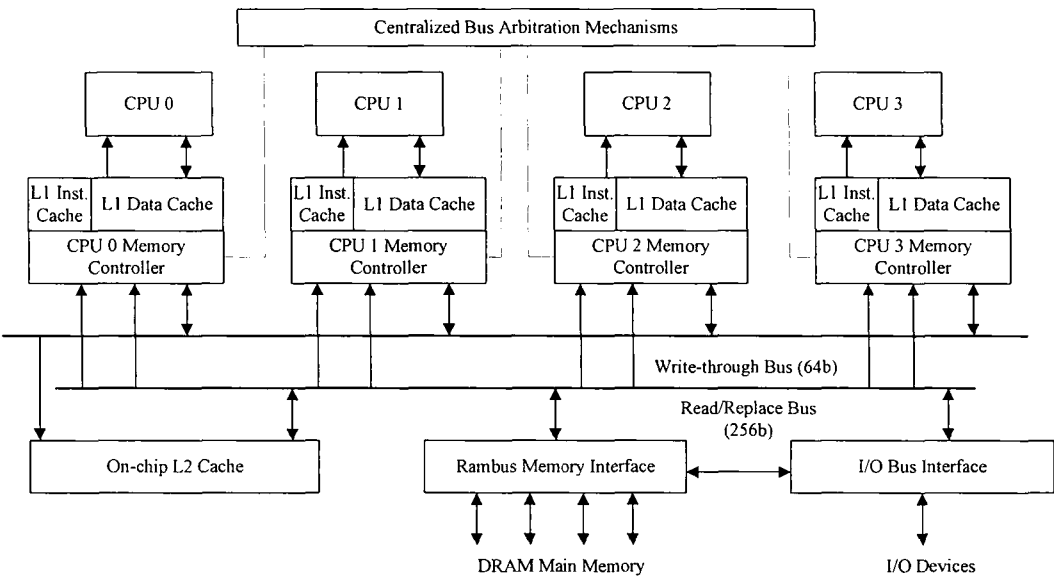 Centralized Bus Arbitration Mechanisms
CPU 0
CPU 1
CPU 2
CPU 3
L1 Inst.
Cache
L1 Data Cache
L1 Inst.
Cache
L1 Data Cache
L1 Inst.
Cache
L1 Data Cache
L1 Inst.
Cache
L1 Data Cache
CPU 0 Memory
Controller
CPU 1 Memory
Controller
CPU 2 Memory
Controller
CPU 3 Memory
Controller
Write-through Bus (64b)
Read/Replace Bus
(256b)
On-chip L2 Cache
Rambus Memory Interface
I/O Bus Interface
DRAM Main Memory
I/O Devices